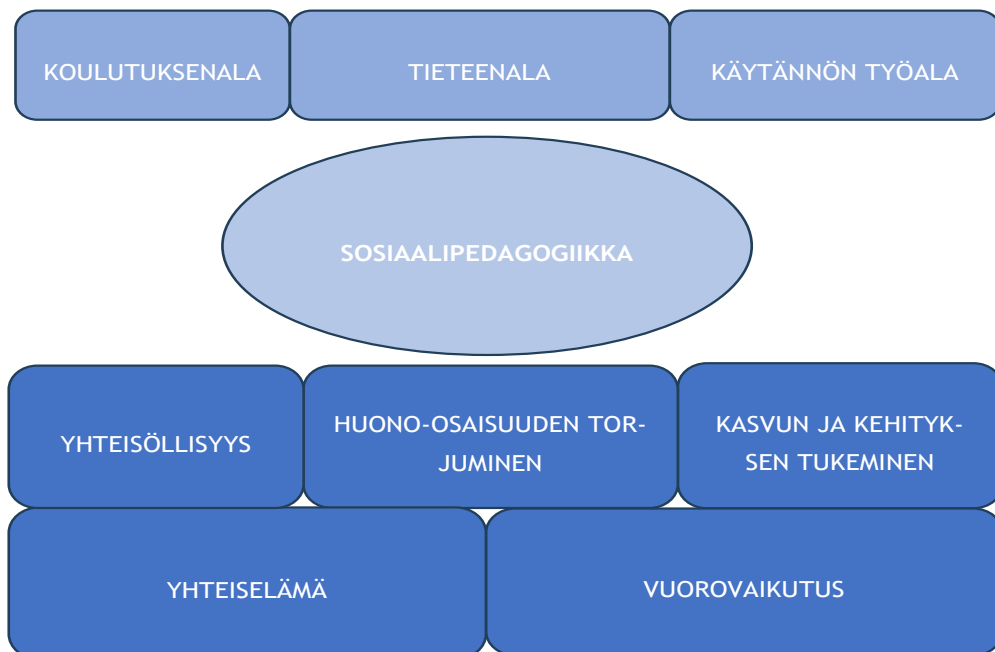 KOULUTUKSENALA
TIETEENALA
KÄYTÄNNÖN TYÖALA
SOSIAALIPEDAGOGIIKKA
YHTEISÖLLISYYS
HUONO-OSAISUUDEN TOR-
JUMINEN
KASVUN JA KEHITYK-
SEN TUKEMINEN
YHTEISELÄMÄ
VUOROVAIKUTUS